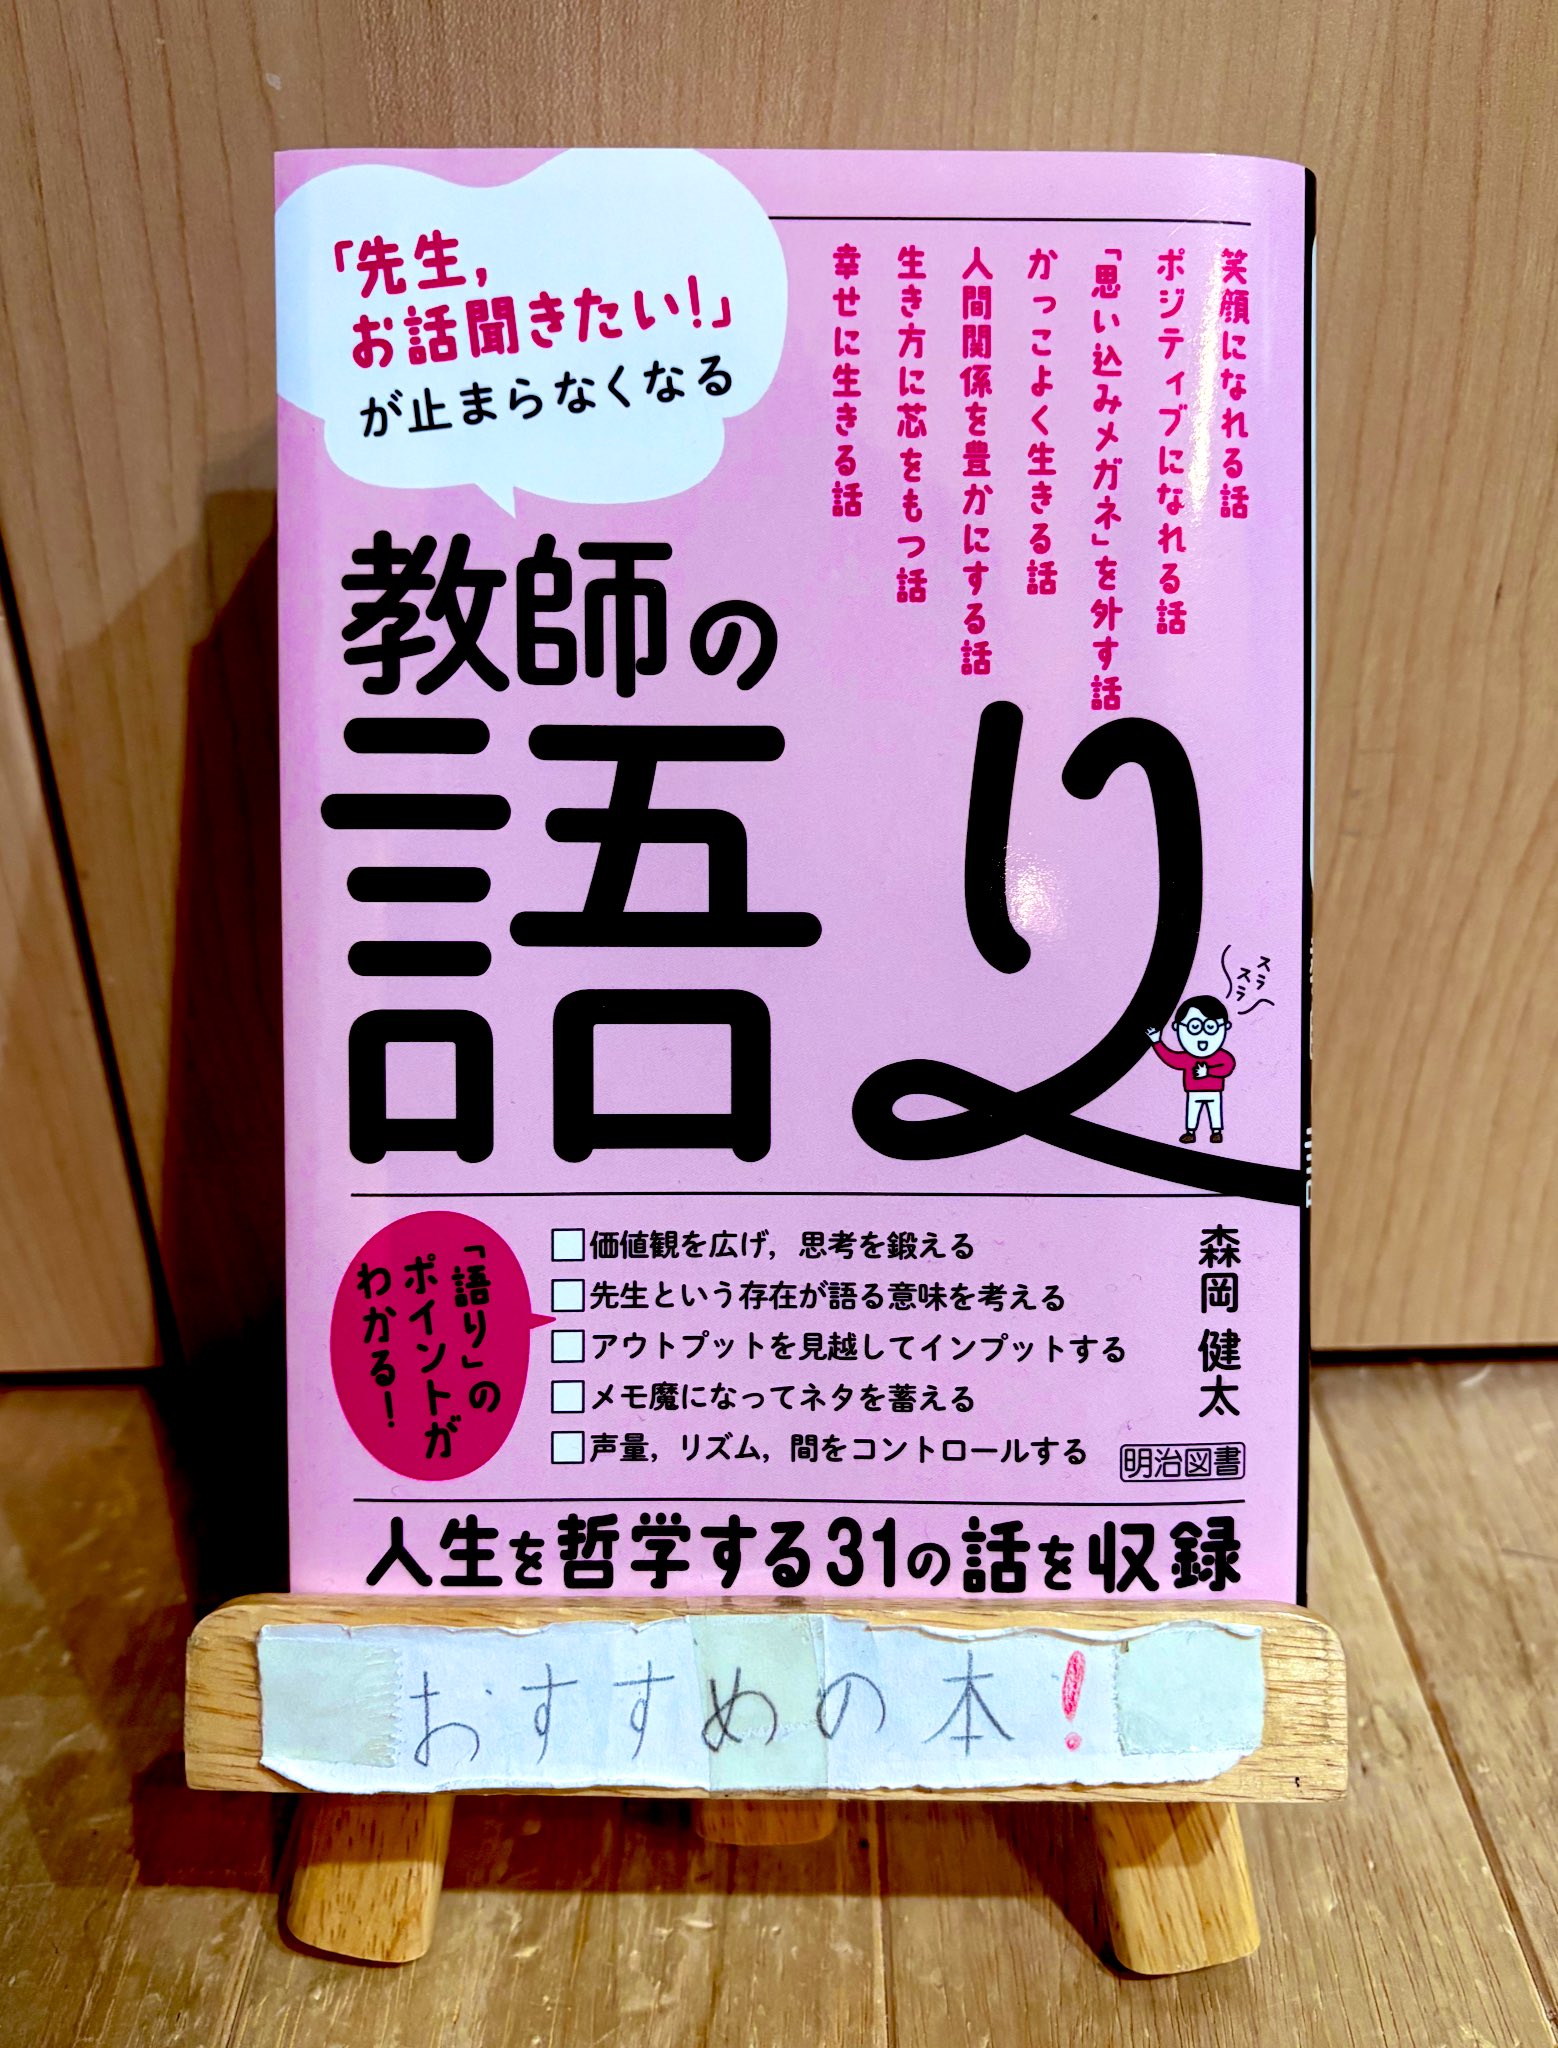 「先生,
お話聞きたい!」
が止まらなくなる
笑顔になれる話
ポジティブになれる話
「思い込みメガネ」を外す話
かっこよく生きる話
人間関係を豊かにする話
生き方に芯をもつ話
幸せに生きる話
教師の
語り
スラ
スラ
「語り」の
ポイントが
わかる!
□価値観を広げ,思考を鍛える
□先生という存在が語る意味を考える
□アウトプットを見越してインプットする
□メモ魔になってネタを蓄える
□声量,リズム,間をコントロールする
森岡 健太
明治図書
人生を哲学する31の話を収録
おすすめの本!